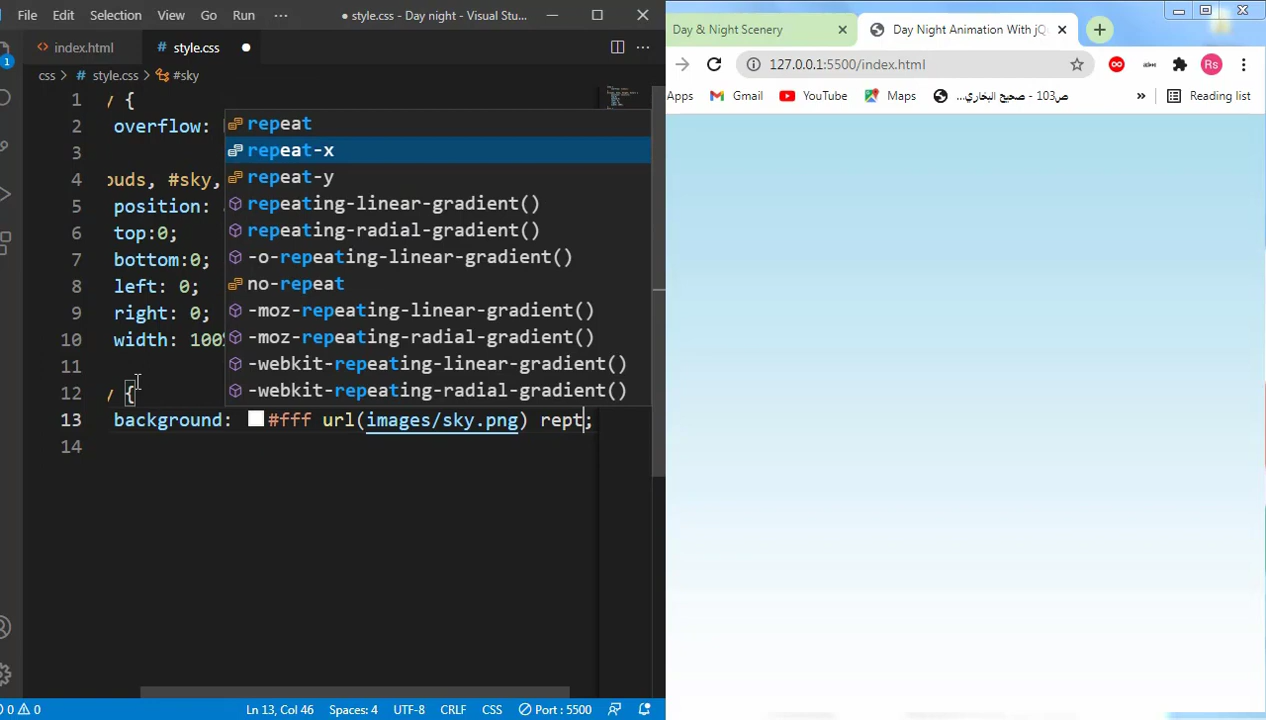 File Edit Selection View Go Run ··· ● style.css - Day night - Visual Stu...
index.html style.css ● ···
css > style.css > #sky
1 y {
2 overflow:
3
4 ouds, #sky,
5 position:
6 top:0;
7 bottom:0;
8 left: 0;
9 right: 0;
10 width: 100%
11
12 y {
13 background: #fff url(images/sky.png) rept;
14
repeat
repeat-x
repeat-y
repeating-linear-gradient()
repeating-radial-gradient()
-o-repeating-linear-gradient()
no-repeat
-moz-repeating-linear-gradient()
-moz-repeating-radial-gradient()
-webkit-repeating-linear-gradient()
-webkit-repeating-radial-gradient()
1
0 0 Ln 13, Col 46 Spaces: 4 UTF-8 CRLF CSS Port : 5500
Day & Night Scenery Day Night Animation With jQ
127.0.0.1:5500/index.html Rs
Apps Gmail YouTube Maps ص103 - صحيح البخاري... » Reading list